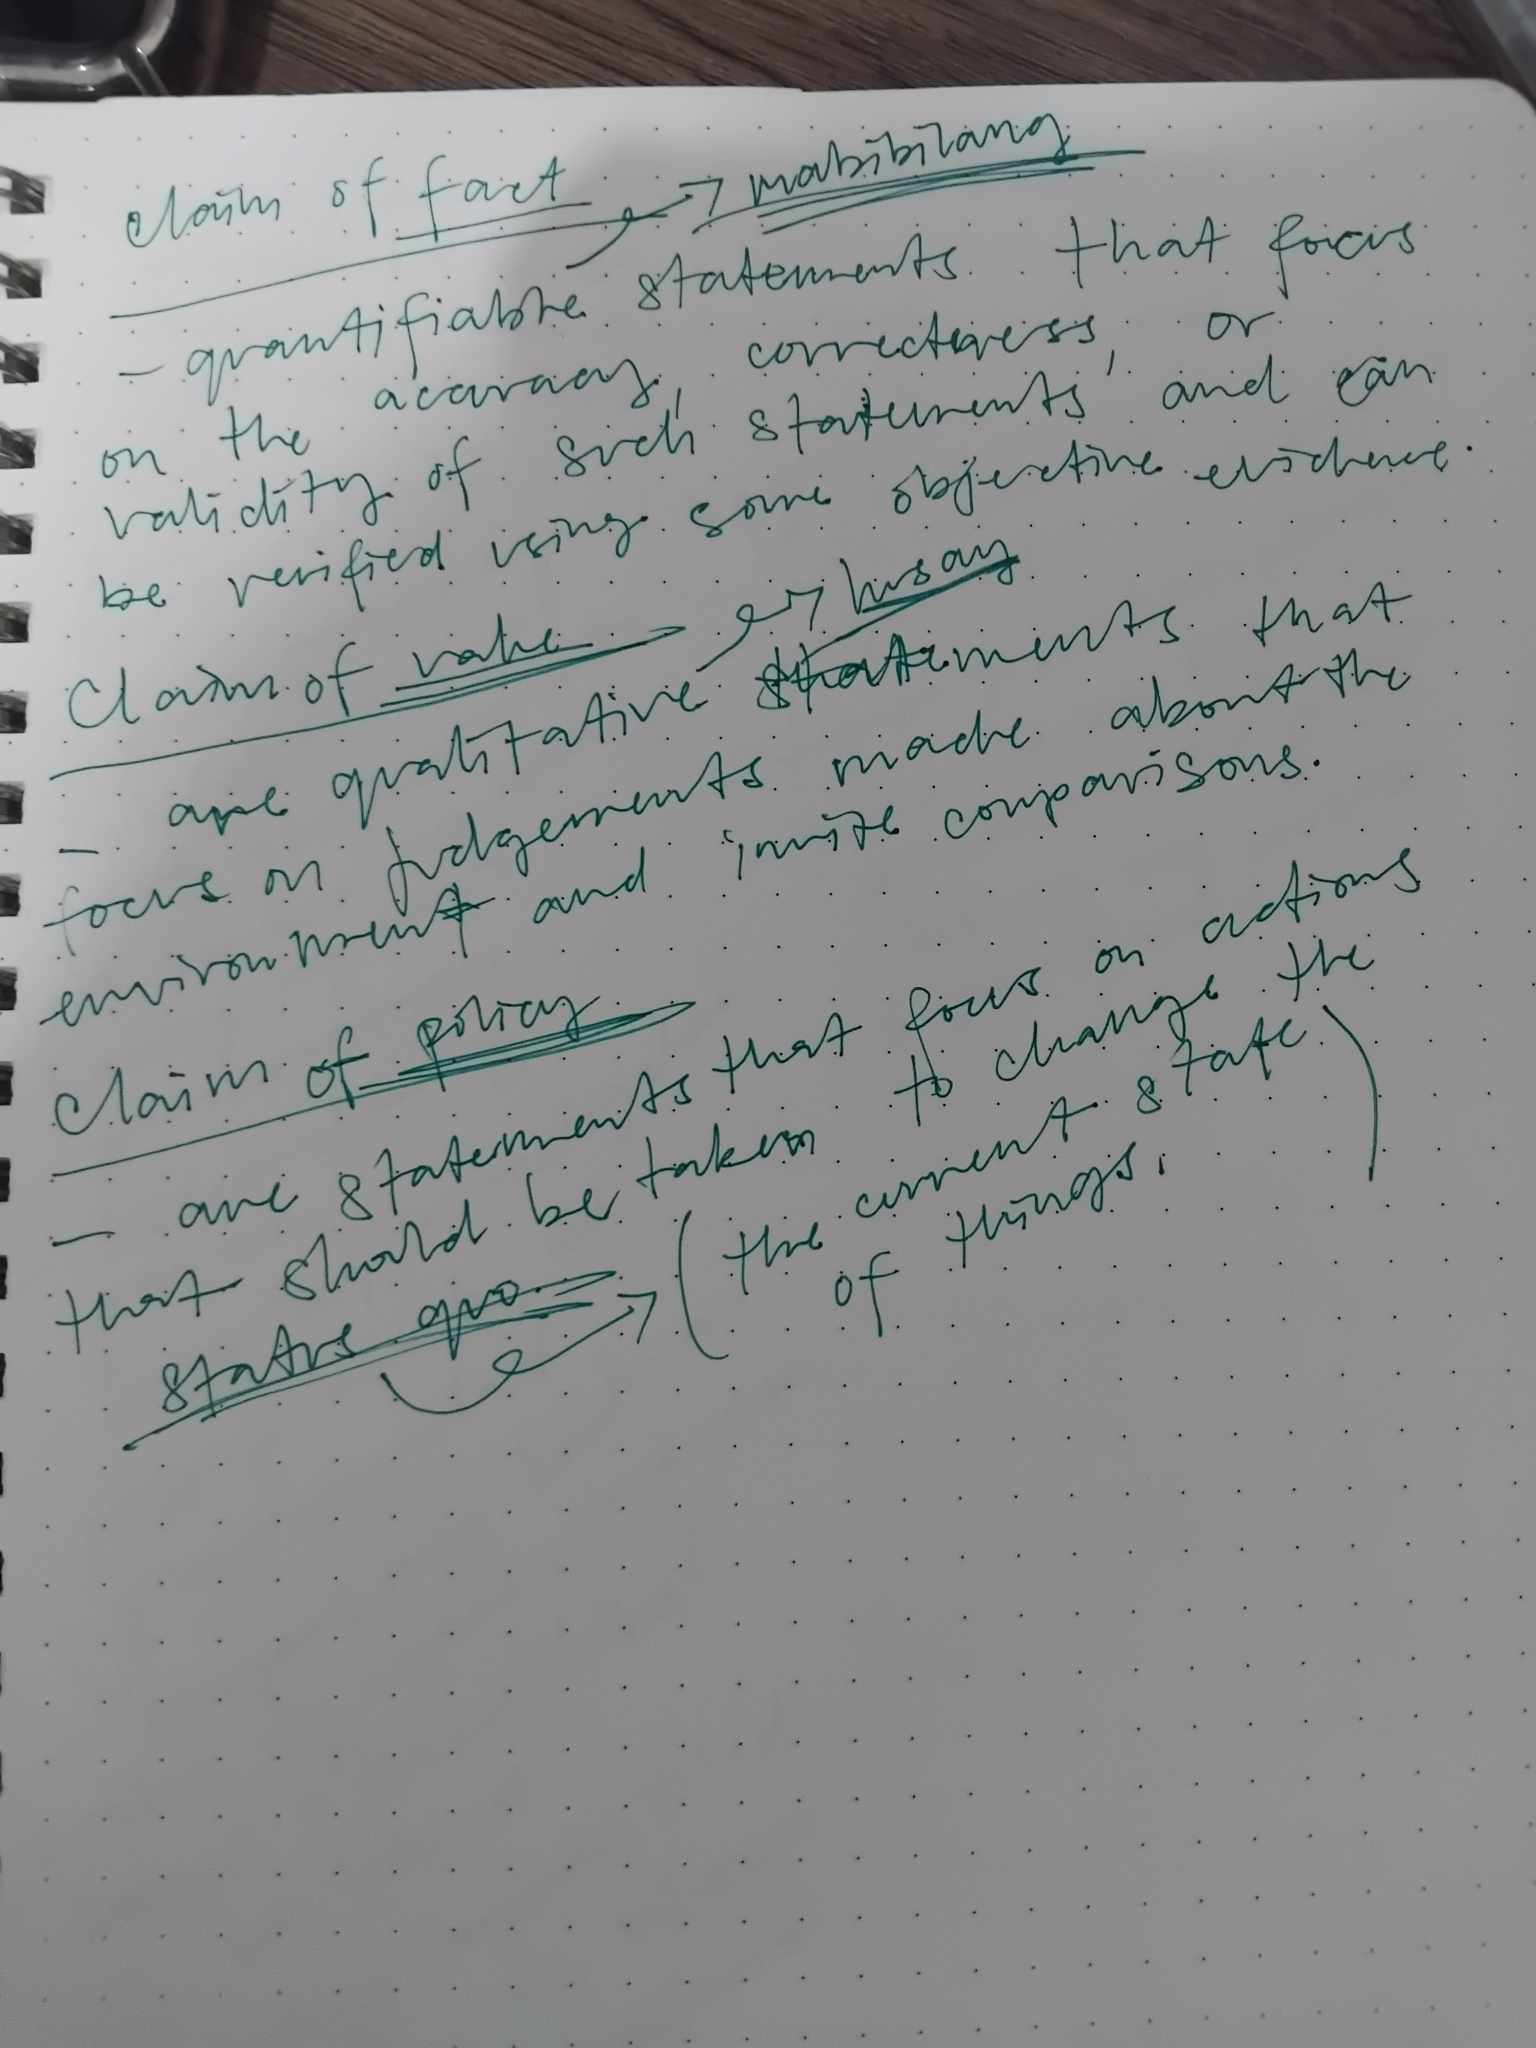 claim of fact → mabibilang
- quantifiable statements that focus
on the accuracy, correctness, or
validity of such statements and can
be verified using some objective evidence.
Claim of value → husay
- are qualitative statements that
focus on judgements made about the
environment and invite comparisons.
Claim of policy
- are statements that focus on actions
that should be taken to change the
status quo → (the current state
of things.)